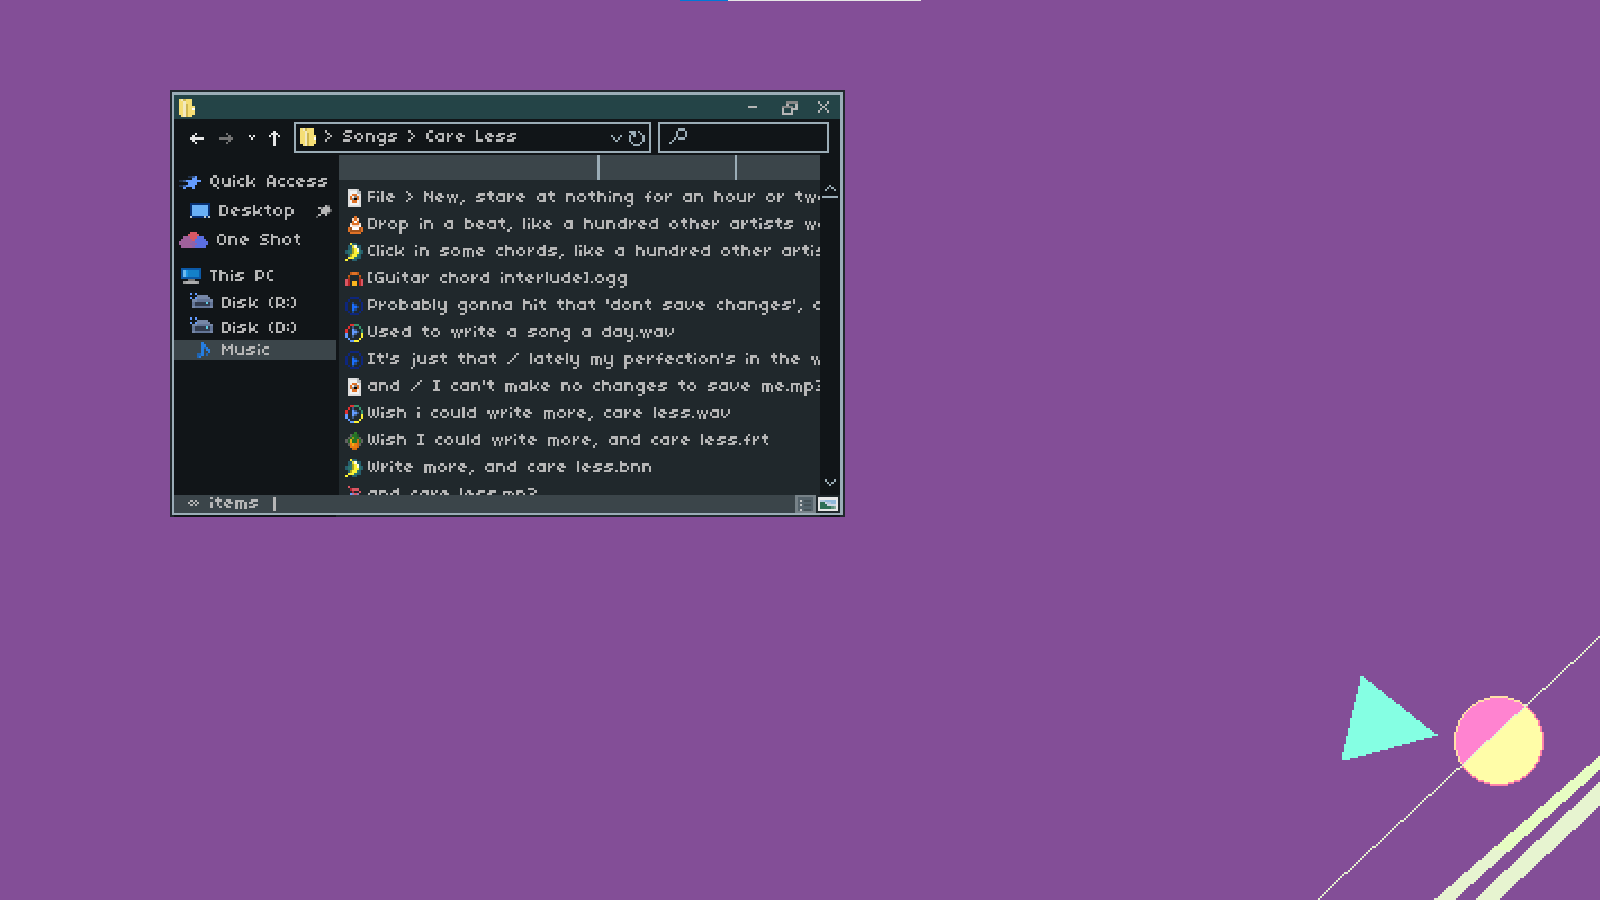 > Songs > Care Less
Quick Access
Desktop
One Shot
This PC
Disk (R:)
Disk (D:)
Music
File > New, stare at nothing for an hour or tw
Drop in a beat, like a hundred other artists w
Click in some chords, like a hundred other artis
[Guitar chord interlude].ogg
Probably gonna hit that 'dont save changes', c
Used to write a song a day.wav
It's just that / lately my perfection's in the w
and / I can't make no changes to save me.mp3
Wish i could write more, care less.wav
Wish I could write more, and care less.frt
Write more, and care less.bnn
and care less.mp3
∞ items |